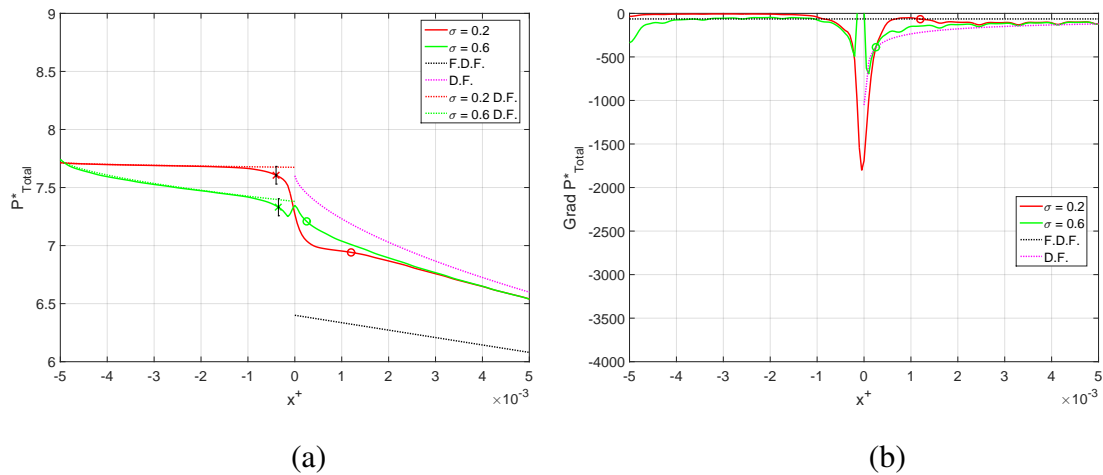 9
8.5
8
7.5
7
6.5
6
P*Total
-5 -4 -3 -2 -1 0 1 2 3 4 5
x+
×10-3
σ = 0.2
σ = 0.6
F.D.F.
D.F.
σ = 0.2 D.F.
σ = 0.6 D.F.
(a)
0
-500
-1000
-1500
-2000
-2500
-3000
-3500
-4000
Grad P*Total
-5 -4 -3 -2 -1 0 1 2 3 4 5
x+
×10-3
σ = 0.2
σ = 0.6
F.D.F.
D.F.
(b)